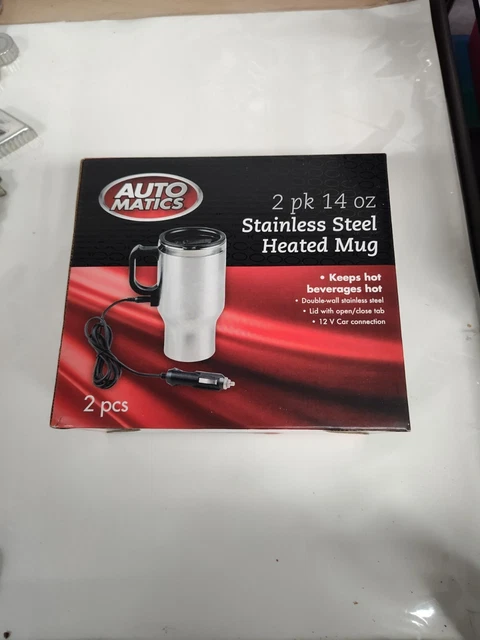 AUTO
MATICS
2 pk 14 oz
Stainless Steel
Heated Mug
• Keeps hot
beverages hot
• Double-wall stainless steel
• Lid with open/close tab
• 12 V Car connection
2 pcs